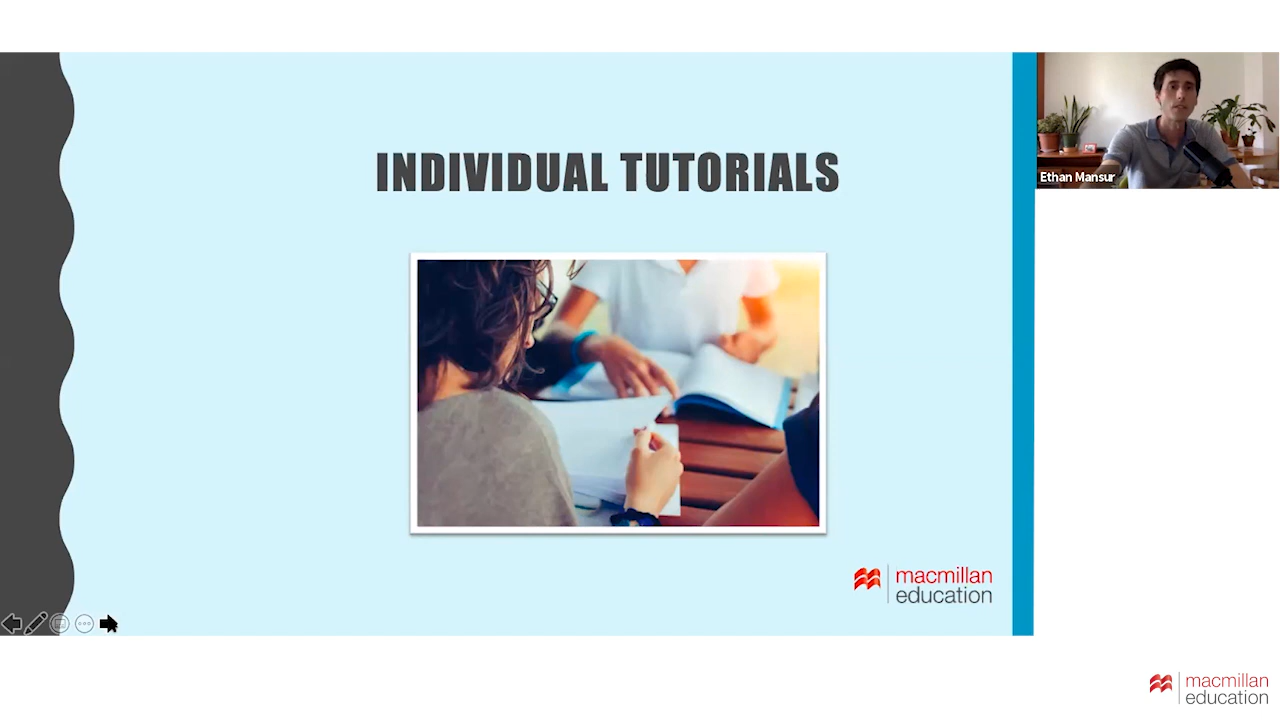 INDIVIDUAL TUTORIALS
Ethan Mansur
macmillan
education
macmillan
education